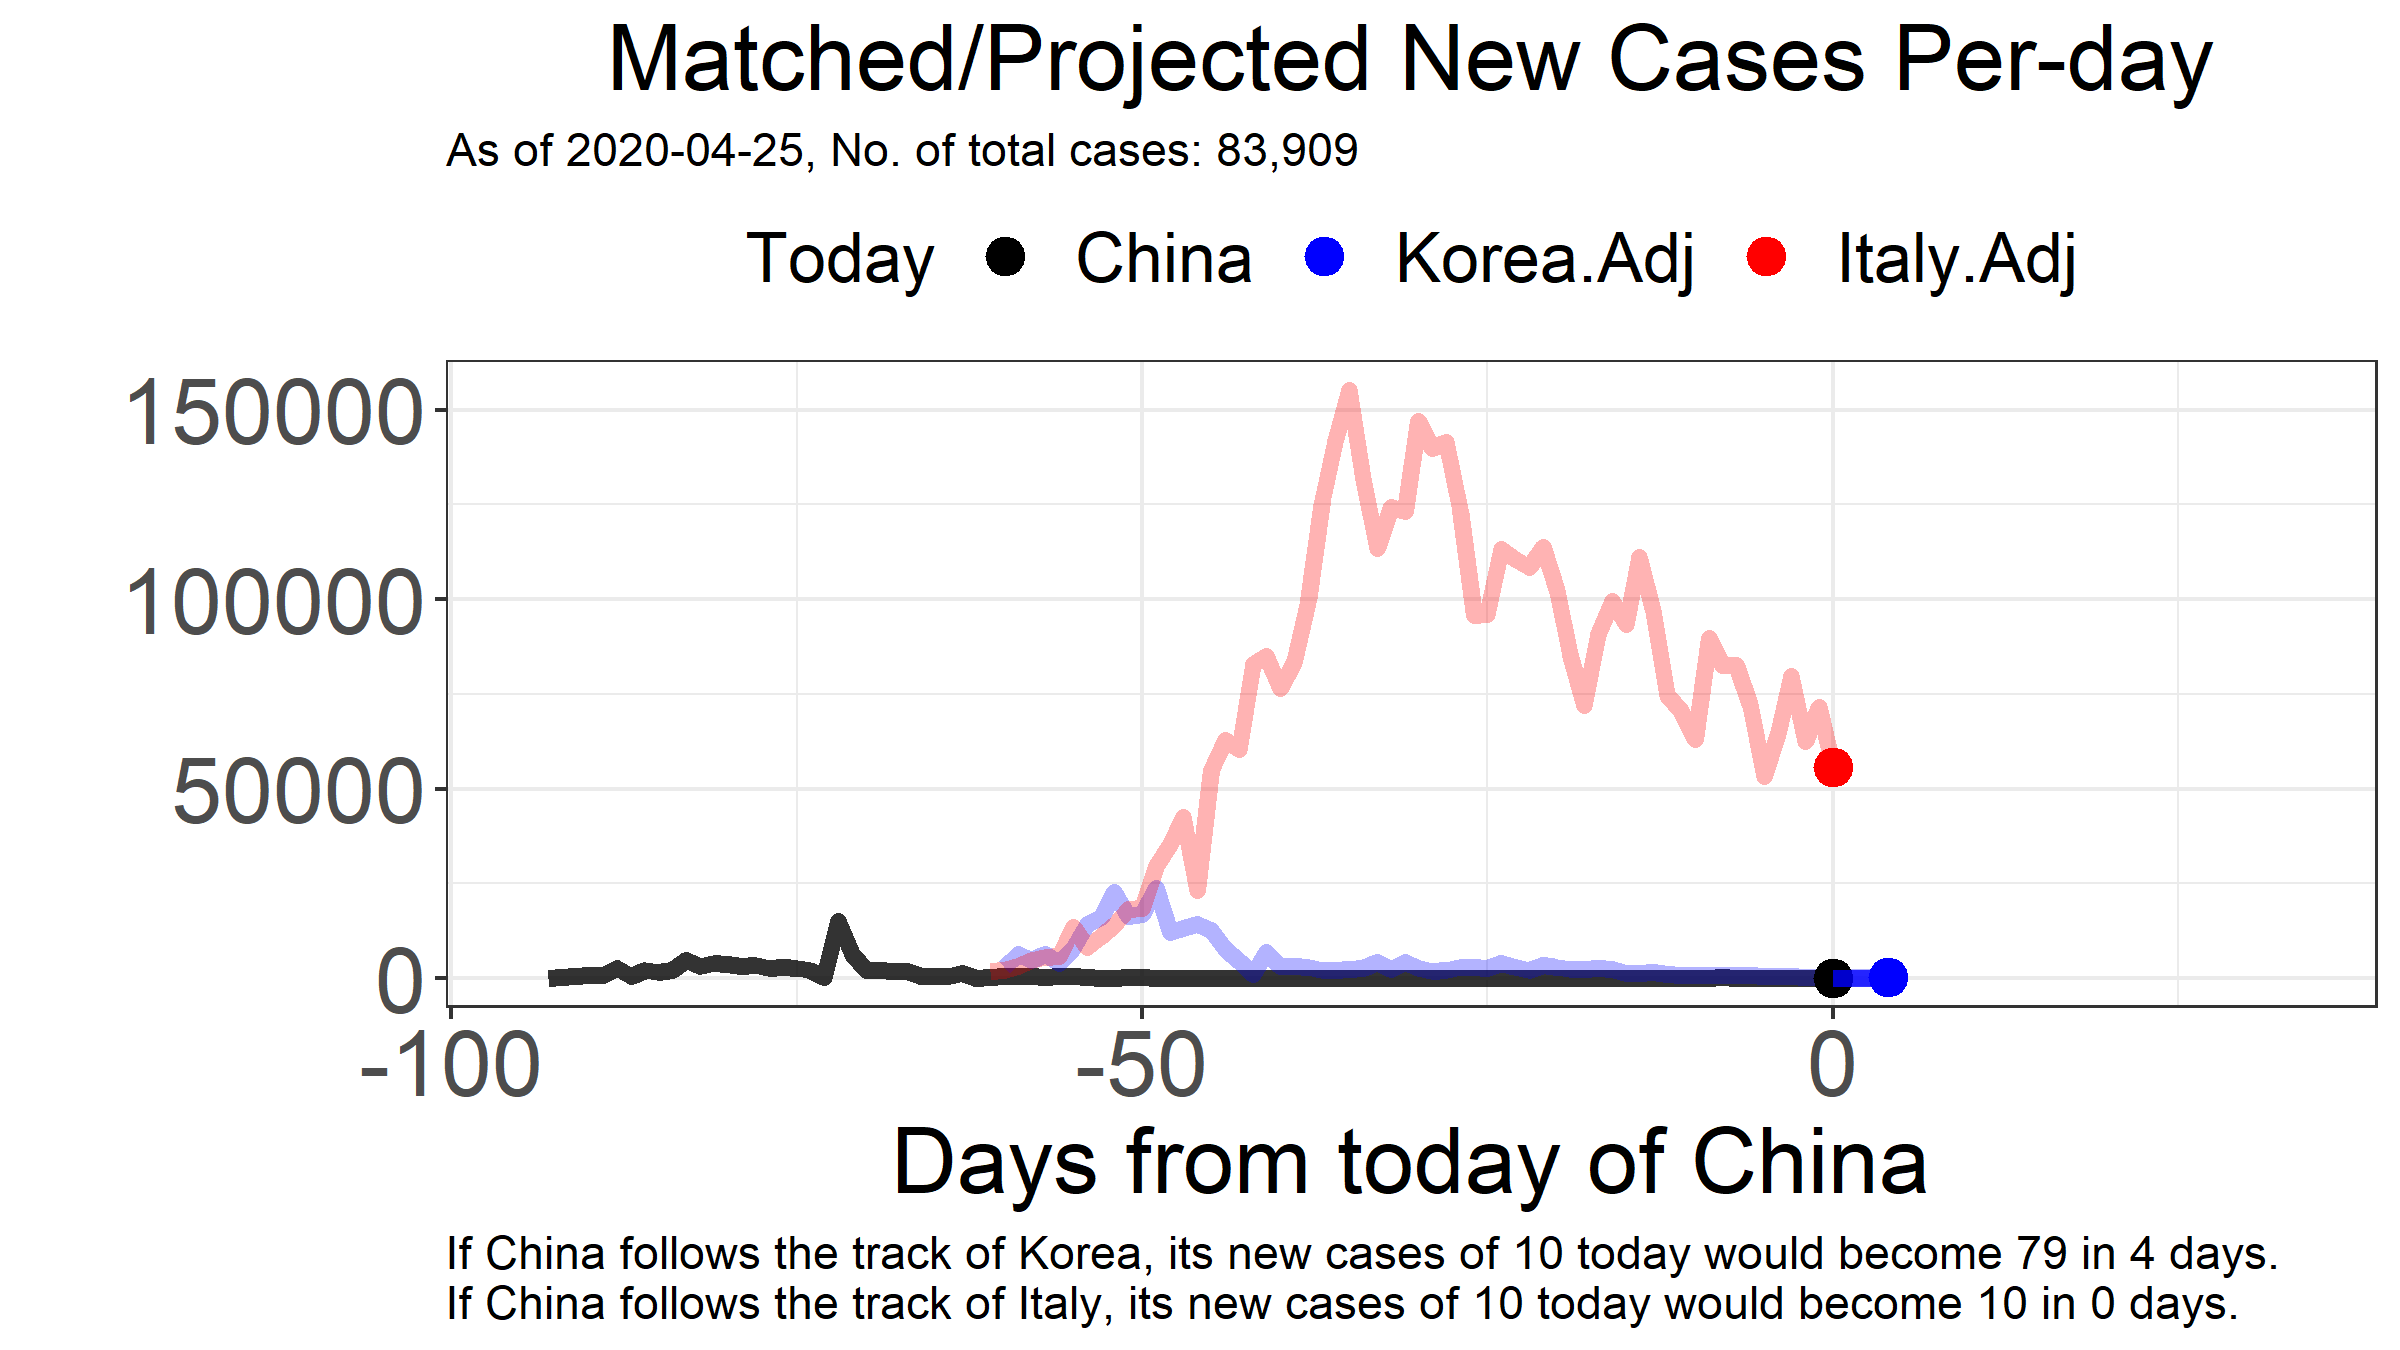 Matched/Projected New Cases Per-day
As of 2020-04-25, No. of total cases: 83,909
Today China Korea.Adj Italy.Adj
150000
100000
50000
0
-100 -50 0
Days from today of China
If China follows the track of Korea, its new cases of 10 today would become 79 in 4 days.
If China follows the track of Italy, its new cases of 10 today would become 10 in 0 days.